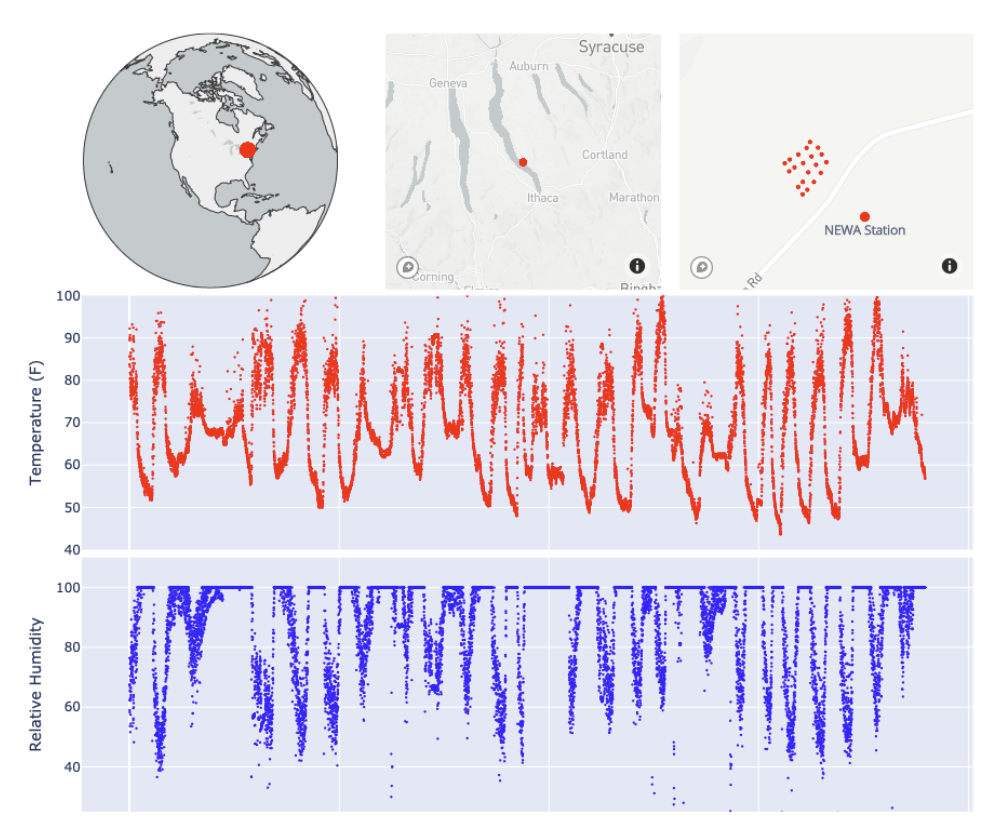 Syracuse
Auburn
Geneva
Cortland
Ithaca
Marathon
Corning
NEWA Station
Rd
100
90
80
70
60
50
40
Temperature (F)
100
80
60
40
Relative Humidity